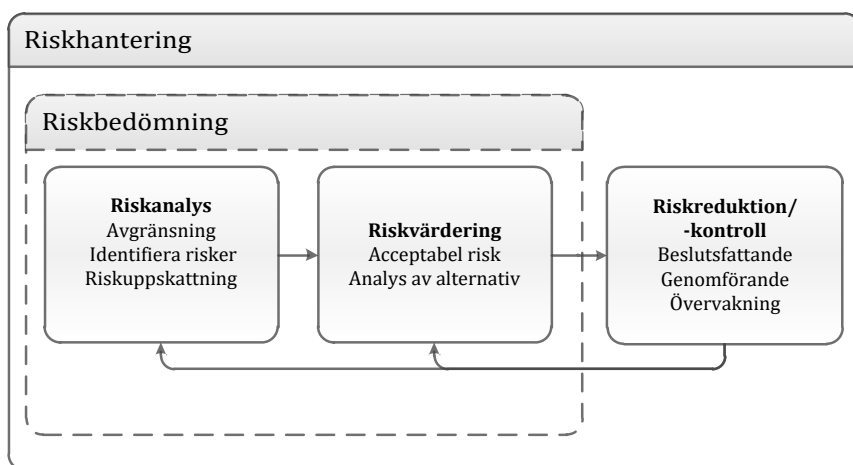 Riskhantering
Riskbedömning
Riskanalys
Avgränsning
Identifiera risker
Riskuppskattning
Riskvärdering
Acceptabel risk
Analys av alternativ
Riskreduktion/
-kontroll
Beslutsfattande
Genomförande
Övervakning